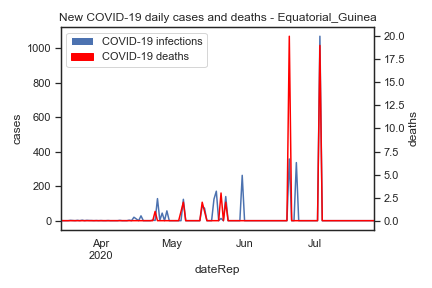 New COVID-19 daily cases and deaths - Equatorial_Guinea
COVID-19 infections
COVID-19 deaths
1000
800
600
400
200
0
cases
20.0
17.5
15.0
12.5
10.0
7.5
5.0
2.5
0.0
deaths
Apr
2020
May
Jun
Jul
dateRep